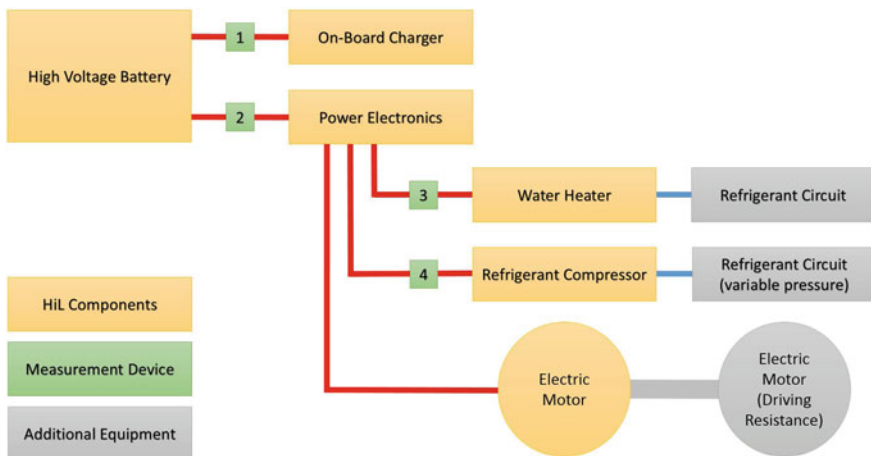 High Voltage Battery
1
On-Board Charger
2
Power Electronics
3
Water Heater
Refrigerant Circuit
4
Refrigerant Compressor
Refrigerant Circuit
(variable pressure)
HiL Components
Measurement Device
Additional Equipment
Electric
Motor
Electric
Motor
(Driving
Resistance)